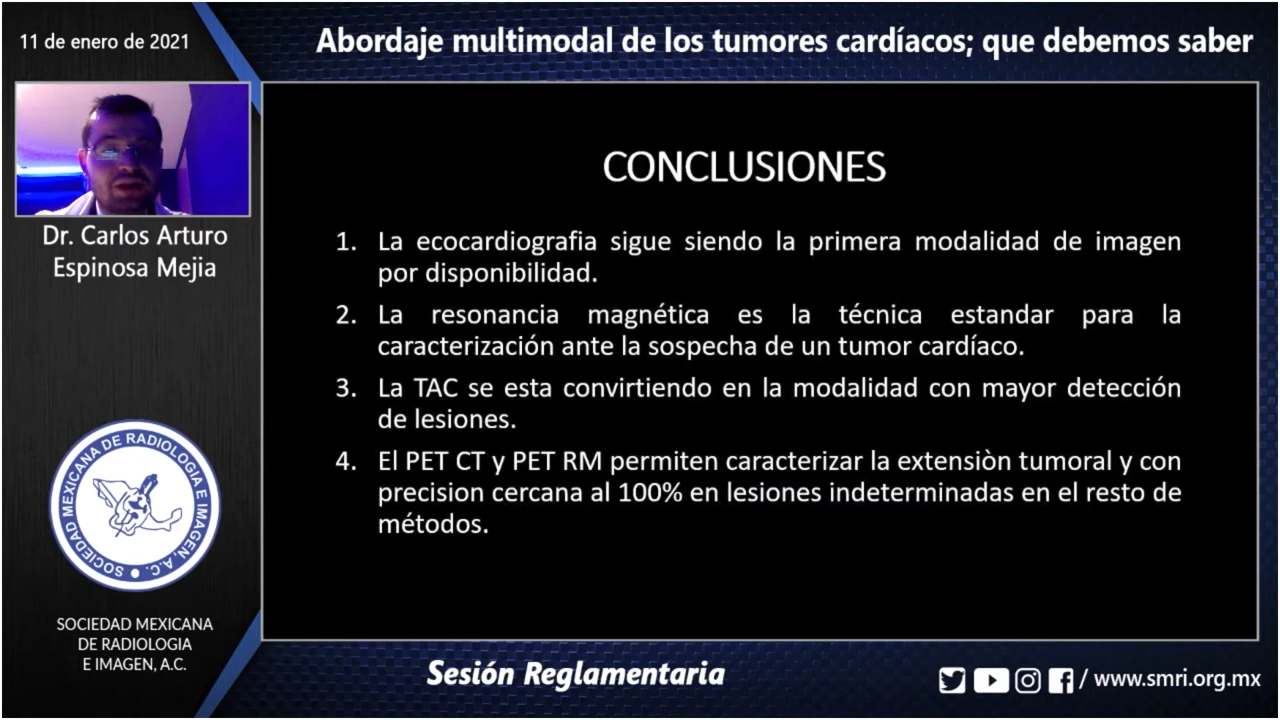 11 de enero de 2021
Abordaje multimodal de los tumores cardíacos; que debemos saber
Dr. Carlos Arturo
Espinosa Mejia
CONCLUSIONES
1. La ecocardiografia sigue siendo la primera modalidad de imagen
por disponibilidad.
2. La resonancia magnética es la técnica estandar para la
caracterización ante la sospecha de un tumor cardíaco.
3. La TAC se esta convirtiendo en la modalidad con mayor detección
de lesiones.
4. El PET CT y PET RM permiten caracterizar la extensiòn tumoral y con
precision cercana al 100% en lesiones indeterminadas en el resto de
métodos.
SOCIEDAD MEXICANA DE RADIOLOGIA E IMAGEN, A.C.
SOCIEDAD MEXICANA
DE RADIOLOGIA
E IMAGEN, A.C.
Sesión Reglamentaria
/ www.smri.org.mx